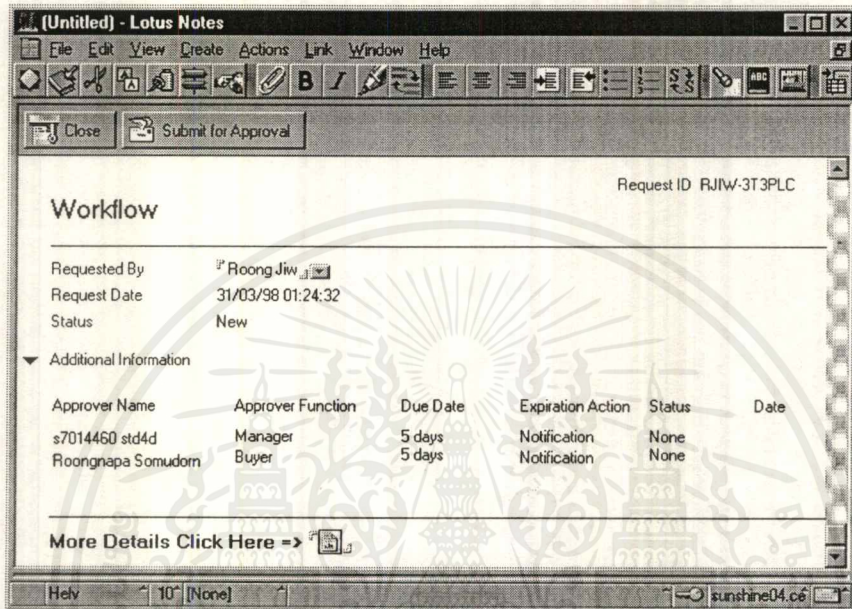 (Untitled) - Lotus Notes
File Edit View Create Actions Link Window Help
Close Submit for Approval
Request ID RJIW-3T3PLC
Workflow
Requested By Roong Jiw
Request Date 31/03/98 01:24:32
Status New
Additional Information
Approver Name Approver Function Due Date Expiration Action Status Date
s7014460 std4d Manager 5 days Notification None
Roongnapa Somudorn Buyer 5 days Notification None
More Details Click Here =>
Helv 10 [None] sunshine04.ce